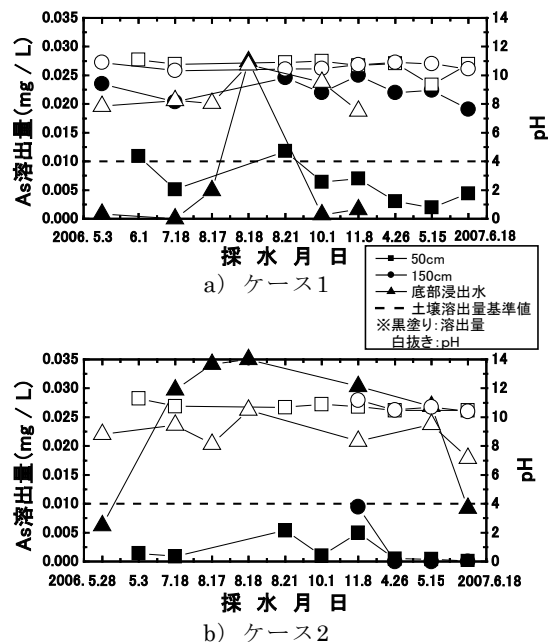 0.035
0.030
0.025
0.020
0.015
0.010
0.005
0.000
As溶出量(mg / L)
14
12
10
8
6
4
2
0
pH
2006. 5.3 6.1 7.18 8.17 8.18 8.21 10.1 11.8 4.26 5.15 2007.6.18
採 水 月 日
a) ケース1
50cm
150cm
底部浸出水
土壌溶出量基準値
※黒塗り:溶出量
白抜き:pH
0.035
0.030
0.025
0.020
0.015
0.010
0.005
0.000
As溶出量(mg / L)
14
12
10
8
6
4
2
0
pH
2006.5.28 5.3 7.18 8.17 8.18 8.21 10.1 11.8 4.26 5.15 2007.6.18
採 水 月 日
b) ケース2